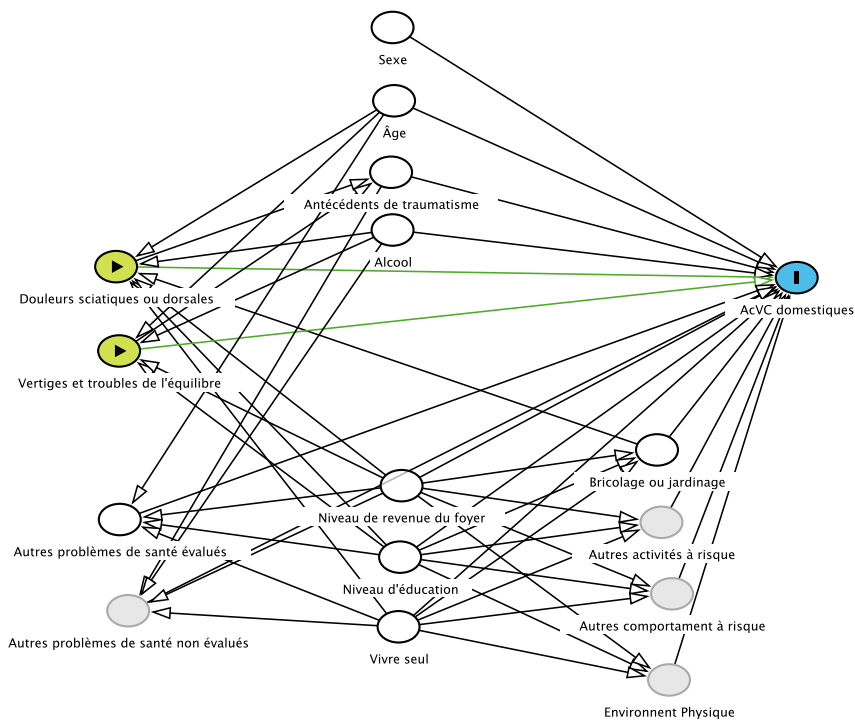 Sexe
Âge
Antécédents de traumatisme
Alcool
Douleurs sciatiques ou dorsales
AcVC domestiques
Vertiges et troubles de l'équilibre
Bricolage ou jardinage
Niveau de revenue du foyer
Autres problèmes de santé évalués
Autres activités à risque
Niveau d'éducation
Autres comportament à risque
Autres problèmes de santé non évalués
Vivre seul
Environnent Physique